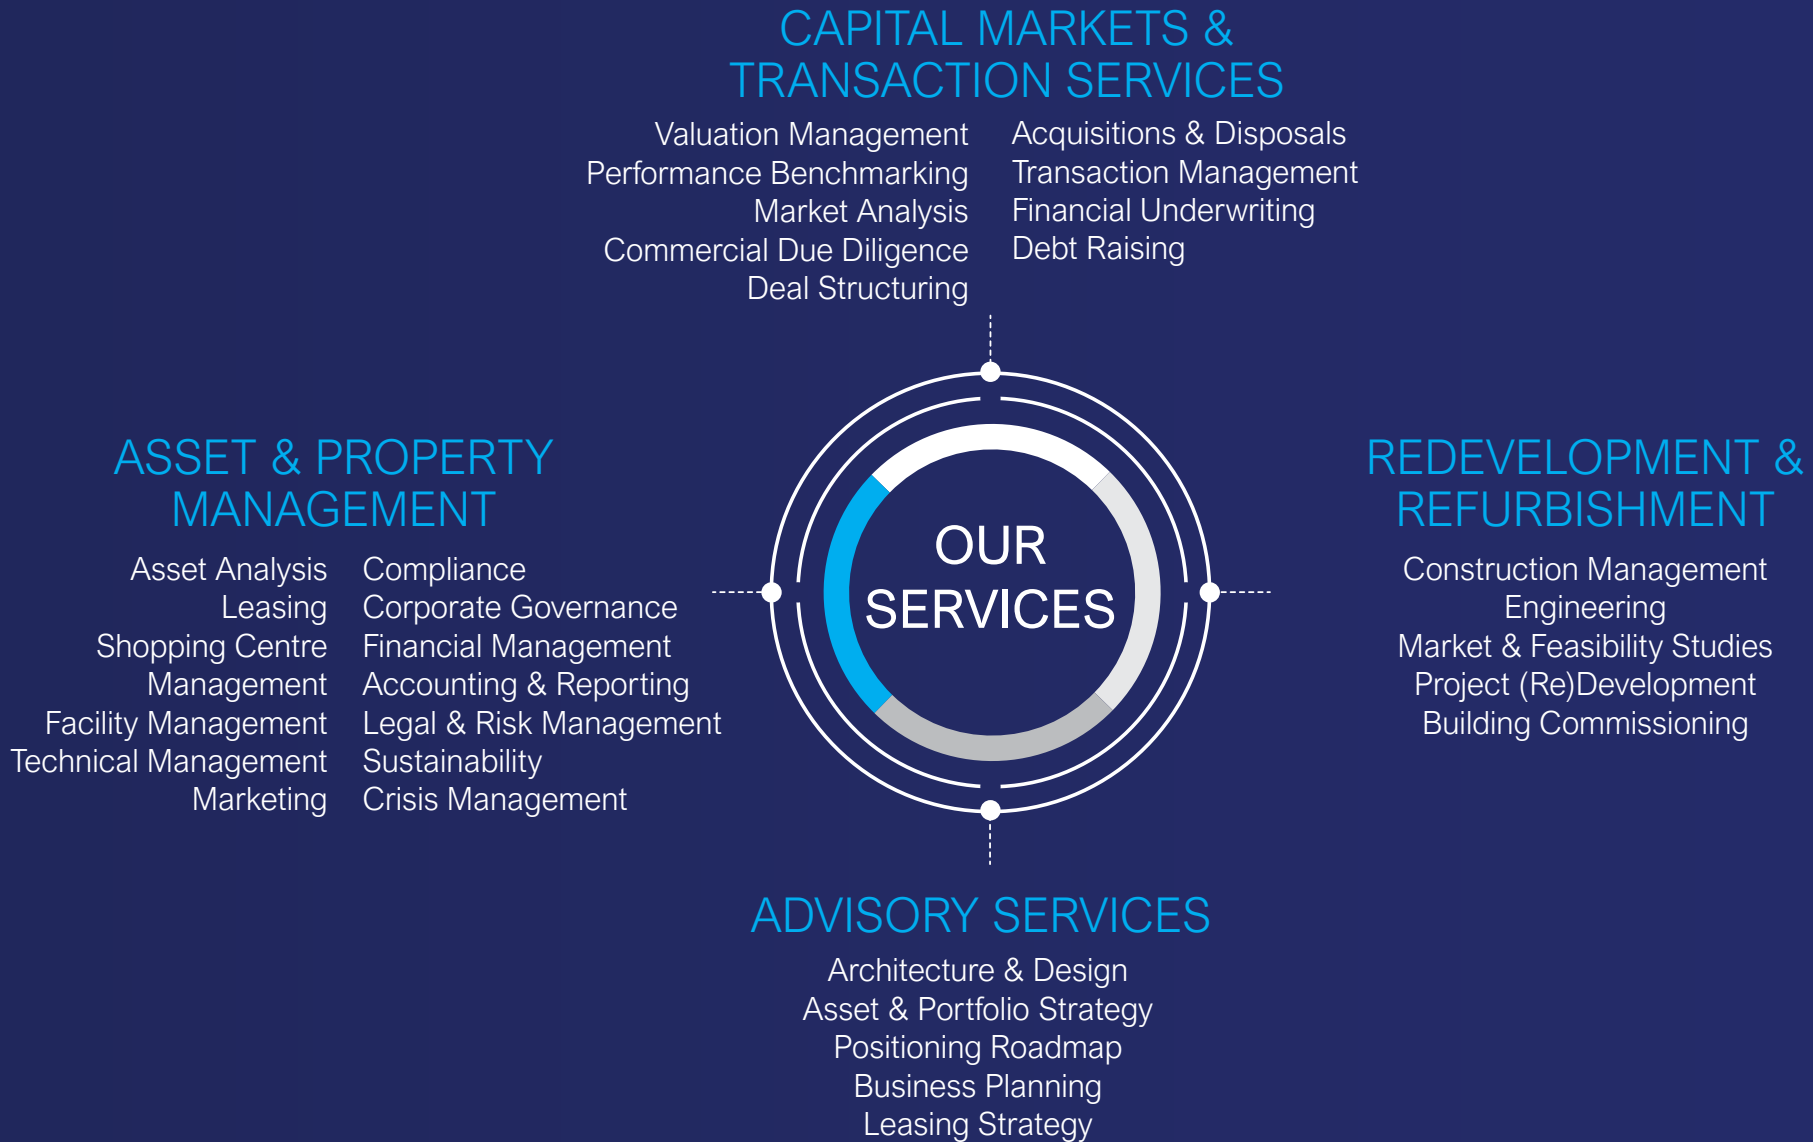 CAPITAL MARKETS &
TRANSACTION SERVICES
Valuation Management
Performance Benchmarking
Market Analysis
Commercial Due Diligence
Deal Structuring
Acquisitions & Disposals
Transaction Management
Financial Underwriting
Debt Raising
ASSET & PROPERTY
MANAGEMENT
Asset Analysis
Leasing
Shopping Centre
Management
Facility Management
Technical Management
Marketing
Compliance
Corporate Governance
Financial Management
Accounting & Reporting
Legal & Risk Management
Sustainability
Crisis Management
OUR
SERVICES
REDEVELOPMENT &
REFURBISHMENT
Construction Management
Engineering
Market & Feasibility Studies
Project (Re)Development
Building Commissioning
ADVISORY SERVICES
Architecture & Design
Asset & Portfolio Strategy
Positioning Roadmap
Business Planning
Leasing Strategy